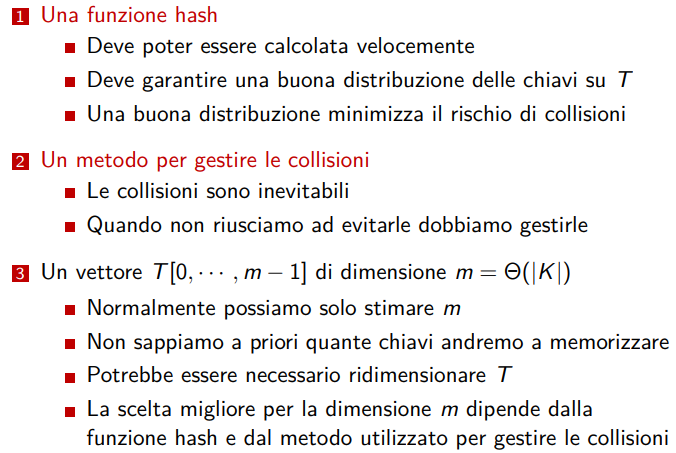 1 Una funzione hash
Deve poter essere calcolata velocemente
Deve garantire una buona distribuzione delle chiavi su T
Una buona distribuzione minimizza il rischio di collisioni
2 Un metodo per gestire le collisioni
Le collisioni sono inevitabili
Quando non riusciamo ad evitarle dobbiamo gestirle
3 Un vettore T[0, ⋯ , m − 1] di dimensione m = Θ(|K|)
Normalmente possiamo solo stimare m
Non sappiamo a priori quante chiavi andremo a memorizzare
Potrebbe essere necessario ridimensionare T
La scelta migliore per la dimensione m dipende dalla
funzione hash e dal metodo utilizzato per gestire le collisioni